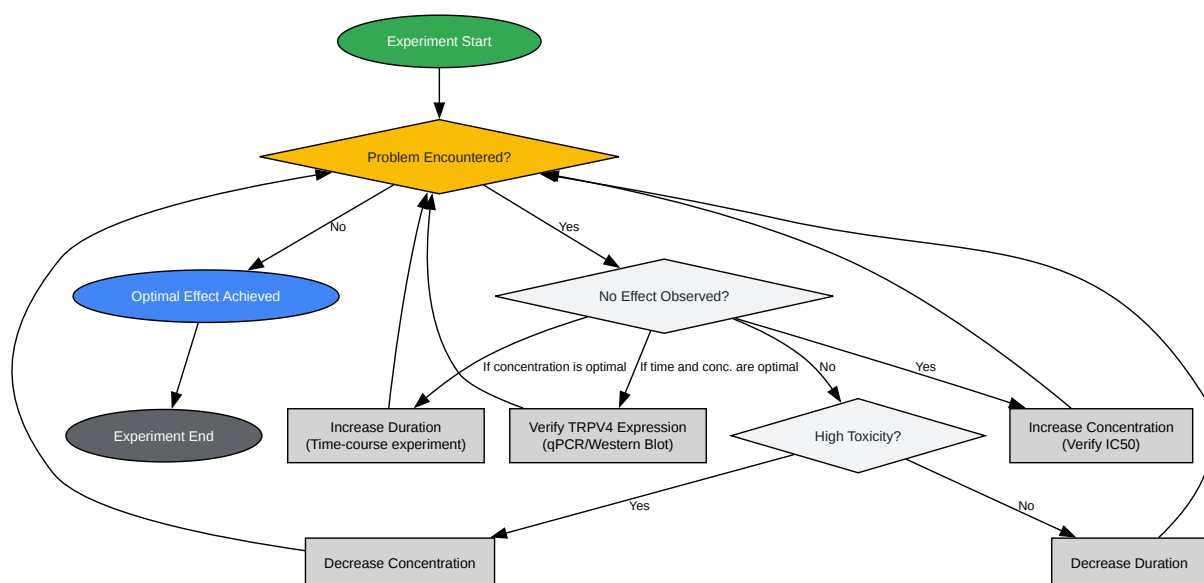 Experiment Start
Problem Encountered?
No
Yes
Optimal Effect Achieved
No Effect Observed?
If concentration is optimal
If time and conc. are optimal
No
Yes
Experiment End
Increase Duration
(Time-course experiment)
Verify TRPV4 Expression
(qPCR/Western Blot)
High Toxicity?
Increase Concentration
(Verify IC50)
Yes
No
Decrease Concentration
Decrease Duration